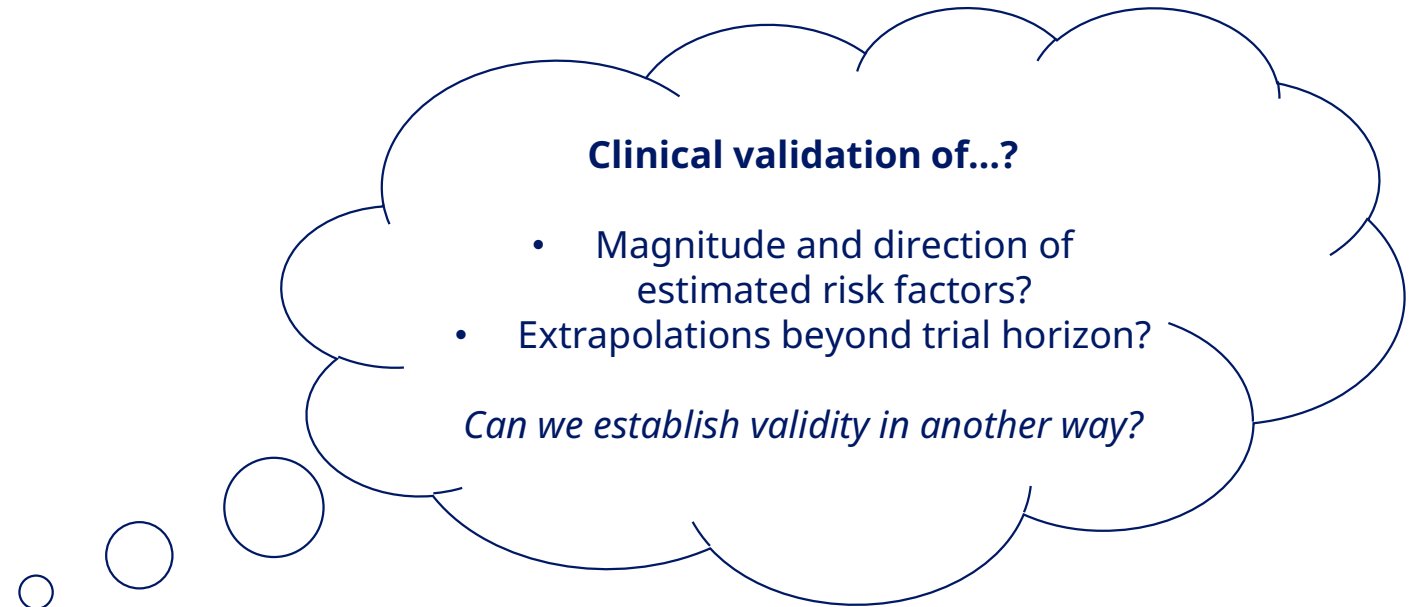 Clinical validation of...?
• Magnitude and direction of
estimated risk factors?
• Extrapolations beyond trial horizon?
Can we establish validity in another way?